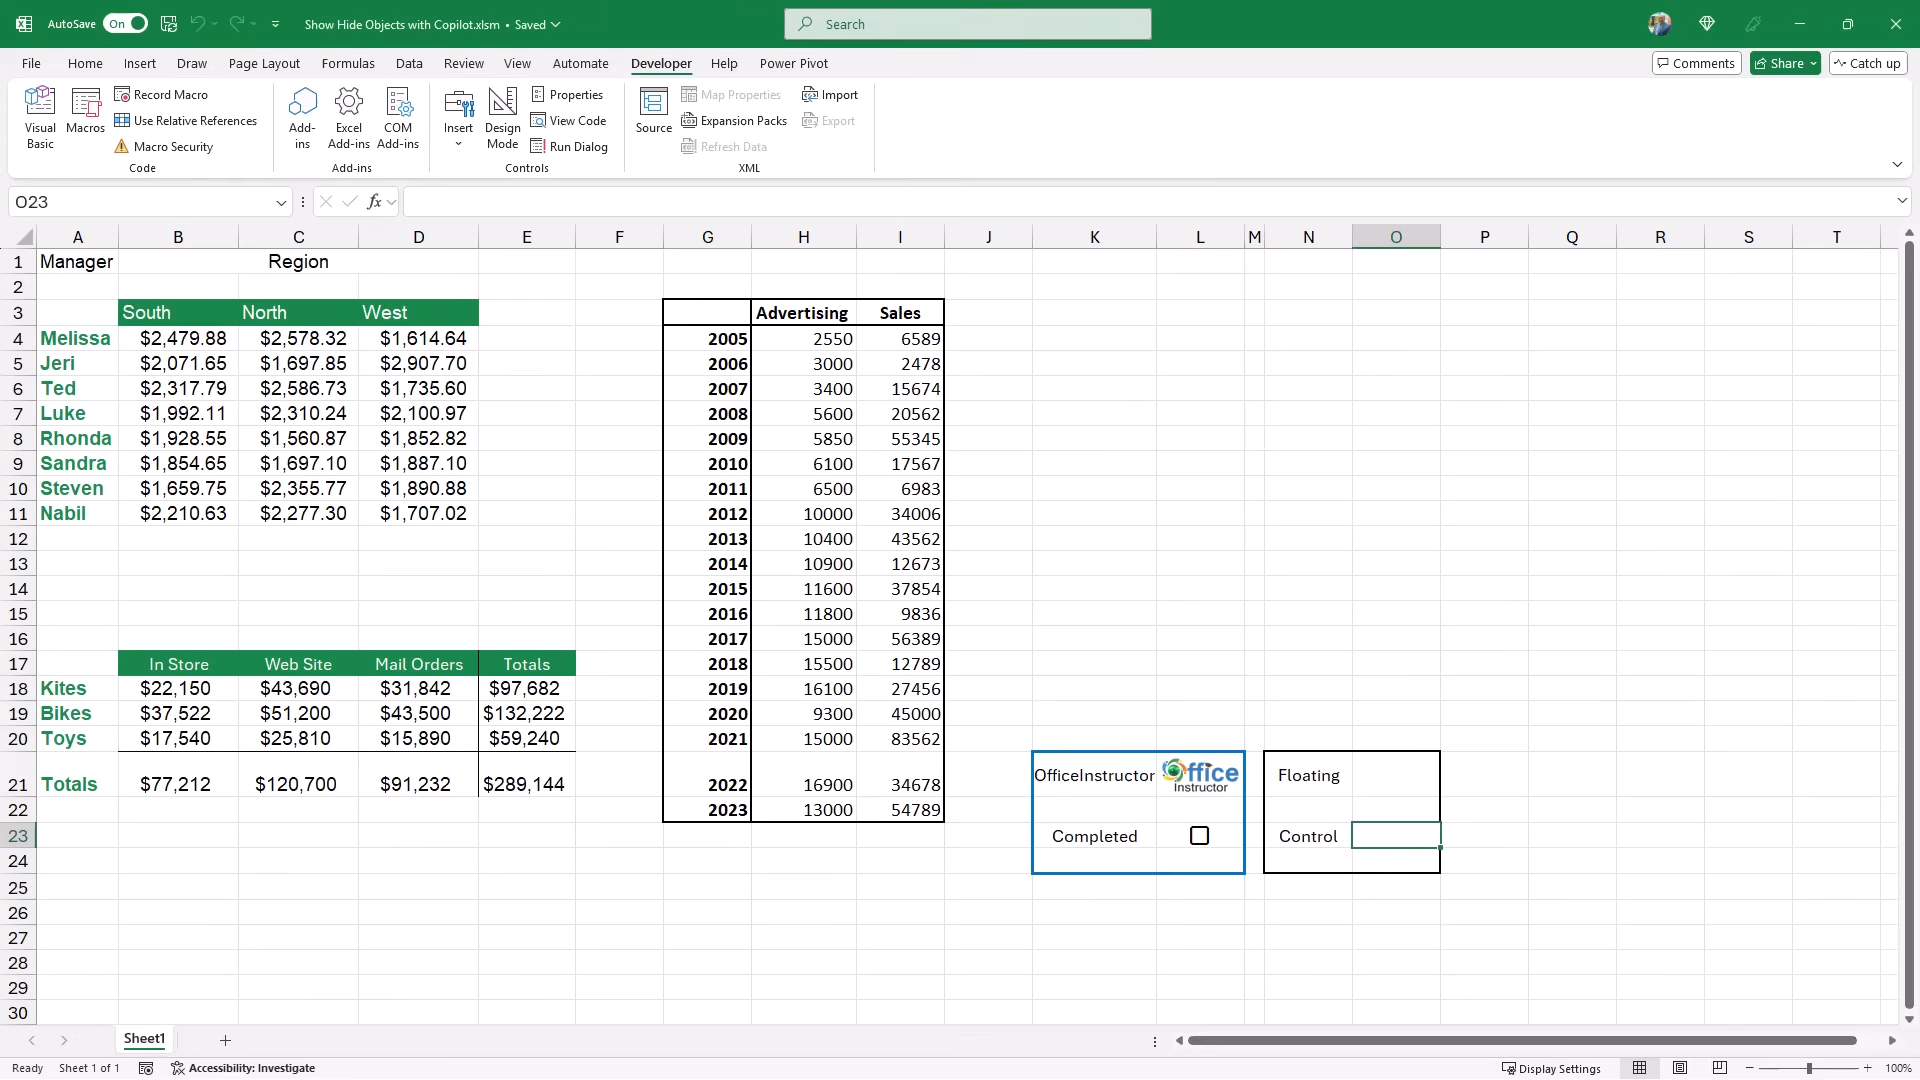 AutoSave On Show Hide Objects with Copilot.xlsm • Saved Search
File Home Insert Draw Page Layout Formulas Data Review View Automate Developer Help Power Pivot Comments Share Catch up
Visual Basic Macros Record Macro Use Relative References Macro Security Code
Add-ins Excel Add-ins COM Add-ins Add-ins
Insert Design Mode Properties View Code Run Dialog Controls
Source Map Properties Expansion Packs Refresh Data Import Export XML
O23 fx
A B C D E F G H I J K L M N O P Q R S T
1 Manager Region
2
3 South North West Advertising Sales
4 Melissa $2,479.88 $2,578.32 $1,614.64 2005 2550 6589
5 Jeri $2,071.65 $1,697.85 $2,907.70 2006 3000 2478
6 Ted $2,317.79 $2,586.73 $1,735.60 2007 3400 15674
7 Luke $1,992.11 $2,310.24 $2,100.97 2008 5600 20562
8 Rhonda $1,928.55 $1,560.87 $1,852.82 2009 5850 55345
9 Sandra $1,854.65 $1,697.10 $1,887.10 2010 6100 17567
10 Steven $1,659.75 $2,355.77 $1,890.88 2011 6500 6983
11 Nabil $2,210.63 $2,277.30 $1,707.02 2012 10000 34006
12 2013 10400 43562
13 2014 10900 12673
14 2015 11600 37854
15 2016 11800 9836
16 2017 15000 56389
17 In Store Web Site Mail Orders Totals 2018 15500 12789
18 Kites $22,150 $43,690 $31,842 $97,682 2019 16100 27456
19 Bikes $37,522 $51,200 $43,500 $132,222 2020 9300 45000
20 Toys $17,540 $25,810 $15,890 $59,240 2021 15000 83562
21 Totals $77,212 $120,700 $91,232 $289,144 2022 16900 34678 OfficeInstructor Office Instructor Floating
22 2023 13000 54789
23 Completed Control
24
25
26
27
28
29
30
Sheet1
Ready Sheet 1 of 1 Accessibility: Investigate Display Settings 100%